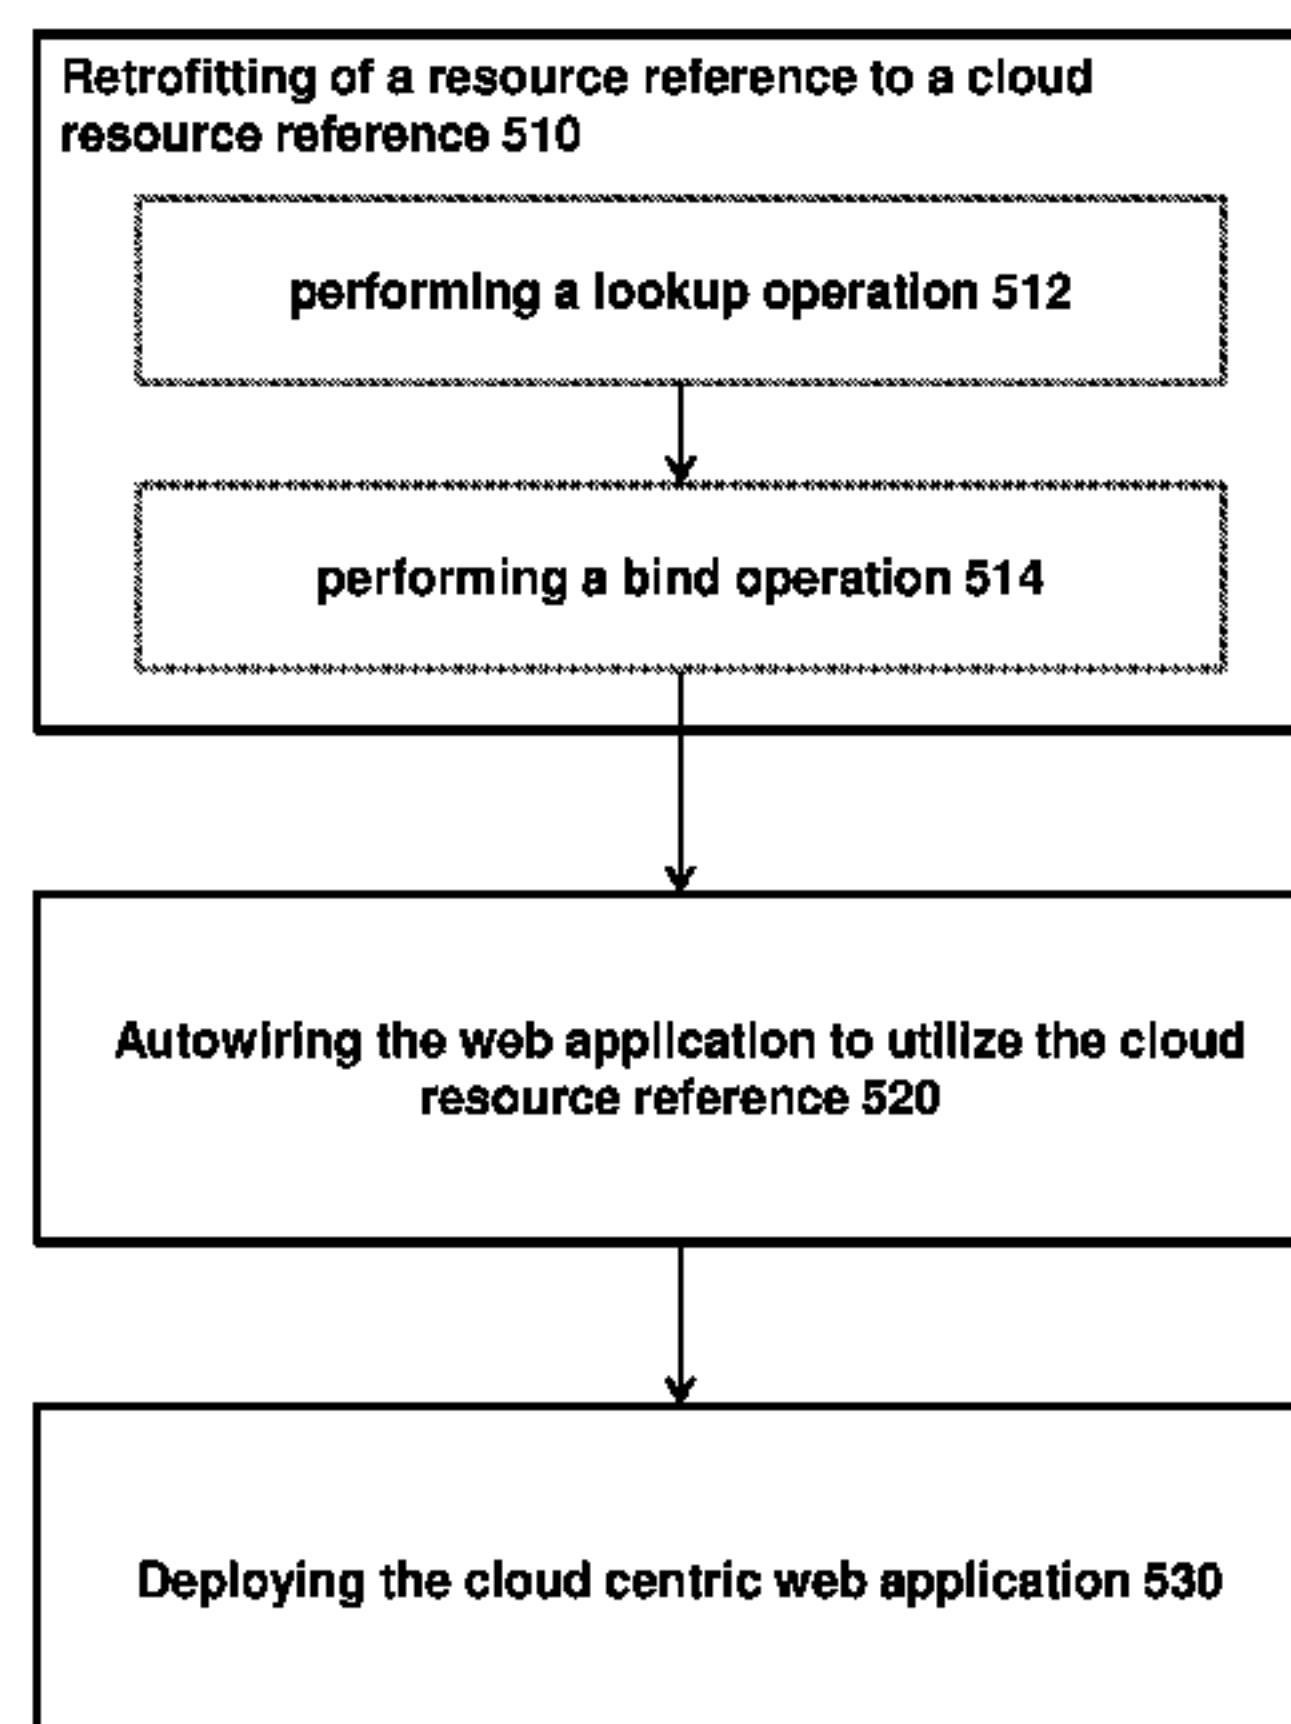 Retrofitting of a resource reference to a cloud
resource reference 510
performing a lookup operation 512
performing a bind operation 514
Autowiring the web application to utilize the cloud
resource reference 520
Deploying the cloud centric web application 530